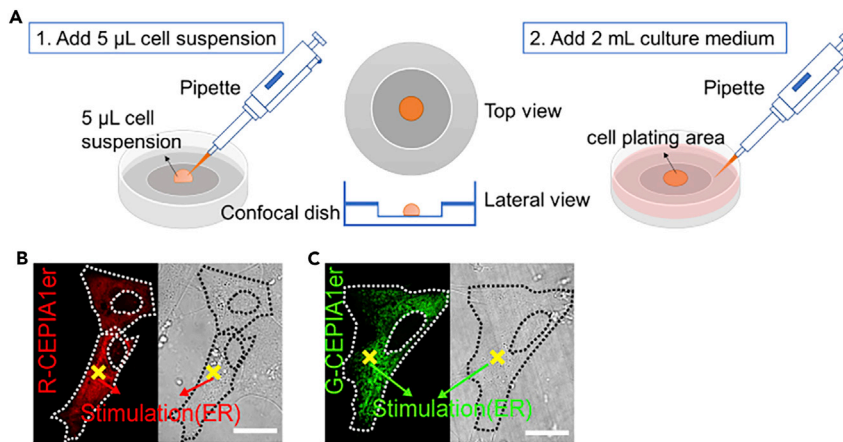 A
1. Add 5 µL cell suspension
2. Add 2 mL culture medium
Pipette
Pipette
5 µL cell
suspension
Top view
cell plating area
Confocal dish
Lateral view
B
C
R-CEPIA1er
G-CEPIA1er
Stimulation(ER)
Stimulation(ER)